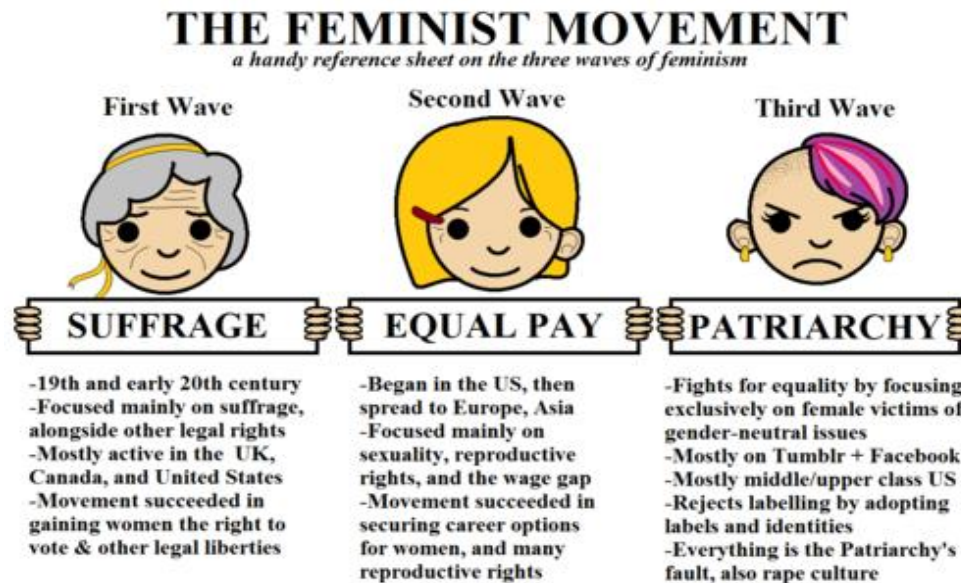 THE FEMINIST MOVEMENT
a handy reference sheet on the three waves of feminism
First Wave
SUFFRAGE
-19th and early 20th century
-Focused mainly on suffrage,
alongside other legal rights
-Mostly active in the UK,
Canada, and United States
-Movement succeeded in
gaining women the right to
vote & other legal liberties
Second Wave
EQUAL PAY
-Began in the US, then
spread to Europe, Asia
-Focused mainly on
sexuality, reproductive
rights, and the wage gap
-Movement succeeded in
securing career options
for women, and many
reproductive rights
Third Wave
PATRIARCHY
-Fights for equality by focusing
exclusively on female victims of
gender-neutral issues
-Mostly on Tumblr + Facebook
-Mostly middle/upper class US
-Rejects labelling by adopting
labels and identities
-Everything is the Patriarchy's
fault, also rape culture